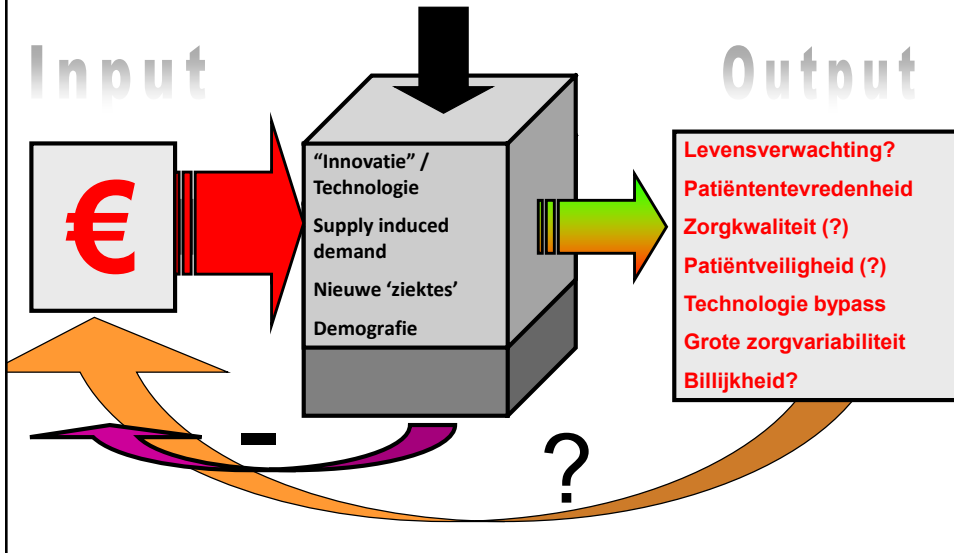 Input
Output
€
“Innovatie” /
Technologie
Supply induced
demand
Nieuwe ‘ziektes’
Demografie
Levensverwachting?
Patiëntentevredenheid
Zorgkwaliteit (?)
Patiëntveiligheid (?)
Technologie bypass
Grote zorgvariabiliteit
Billijkheid?
-
?